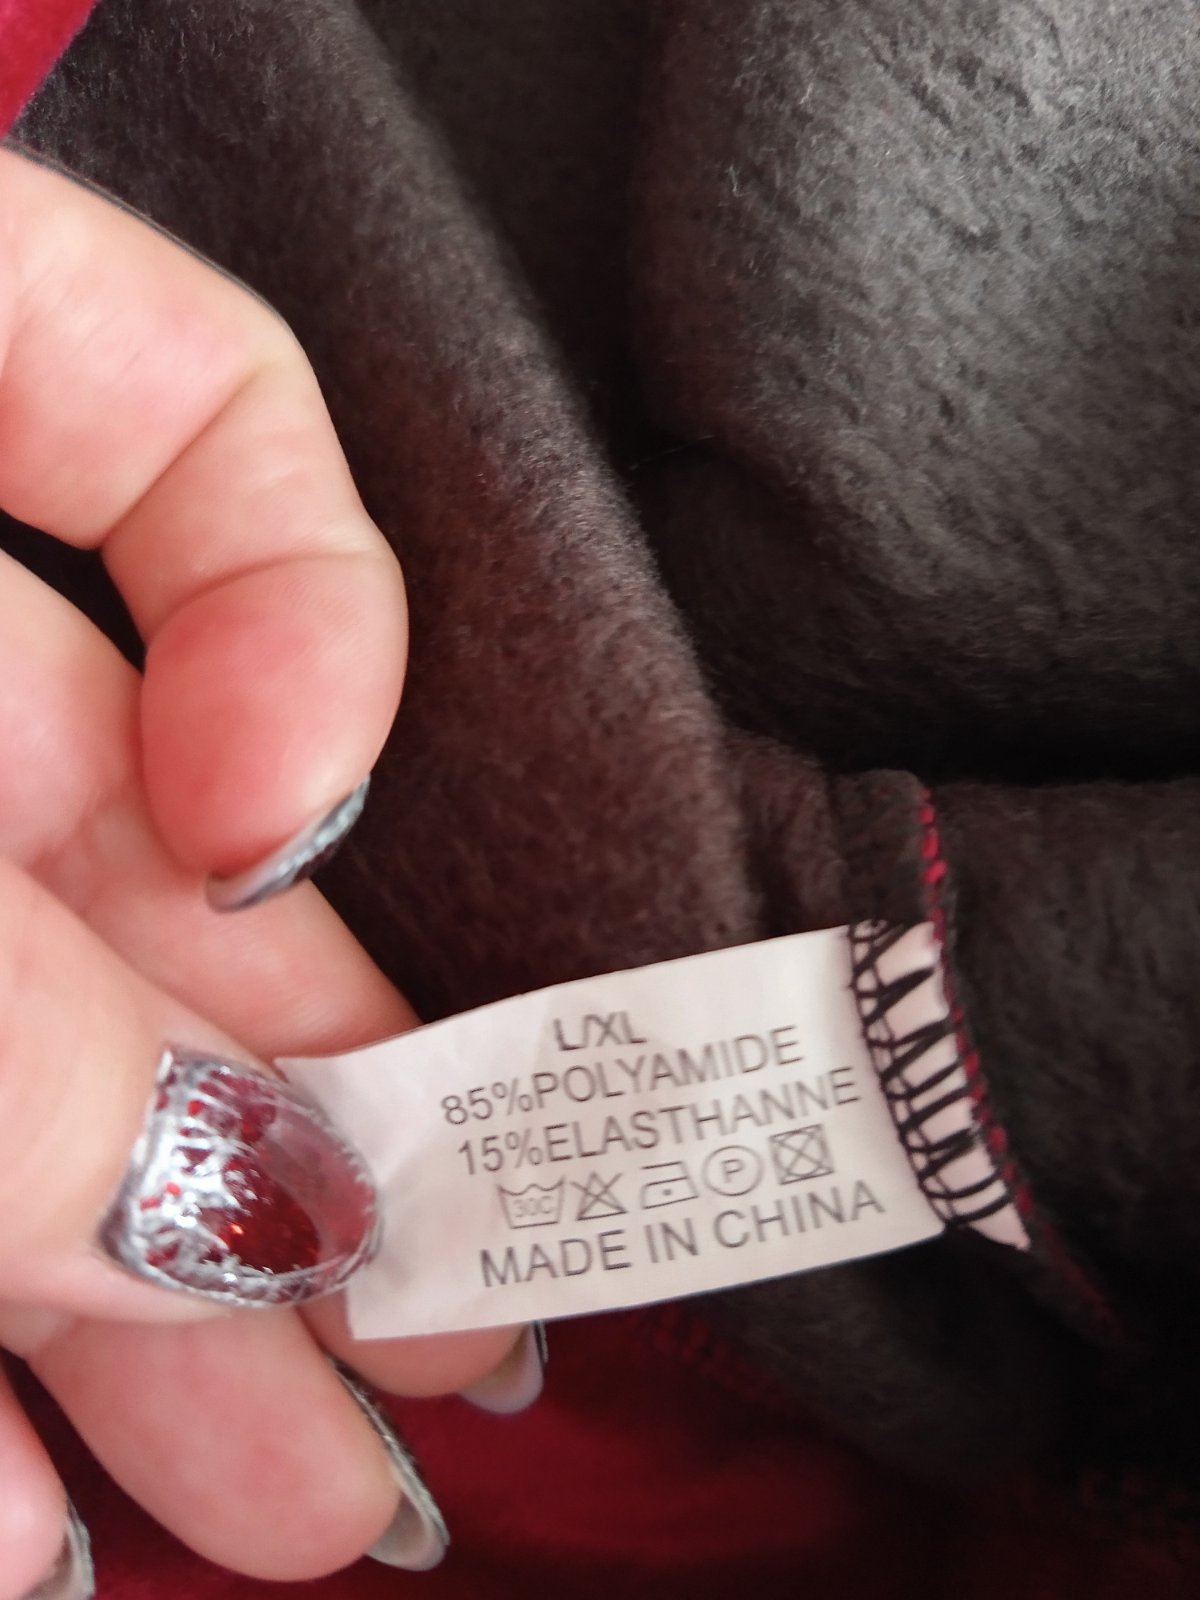 L/XL
85%POLYAMIDE
15%ELASTHANNE
30C P
MADE IN CHINA